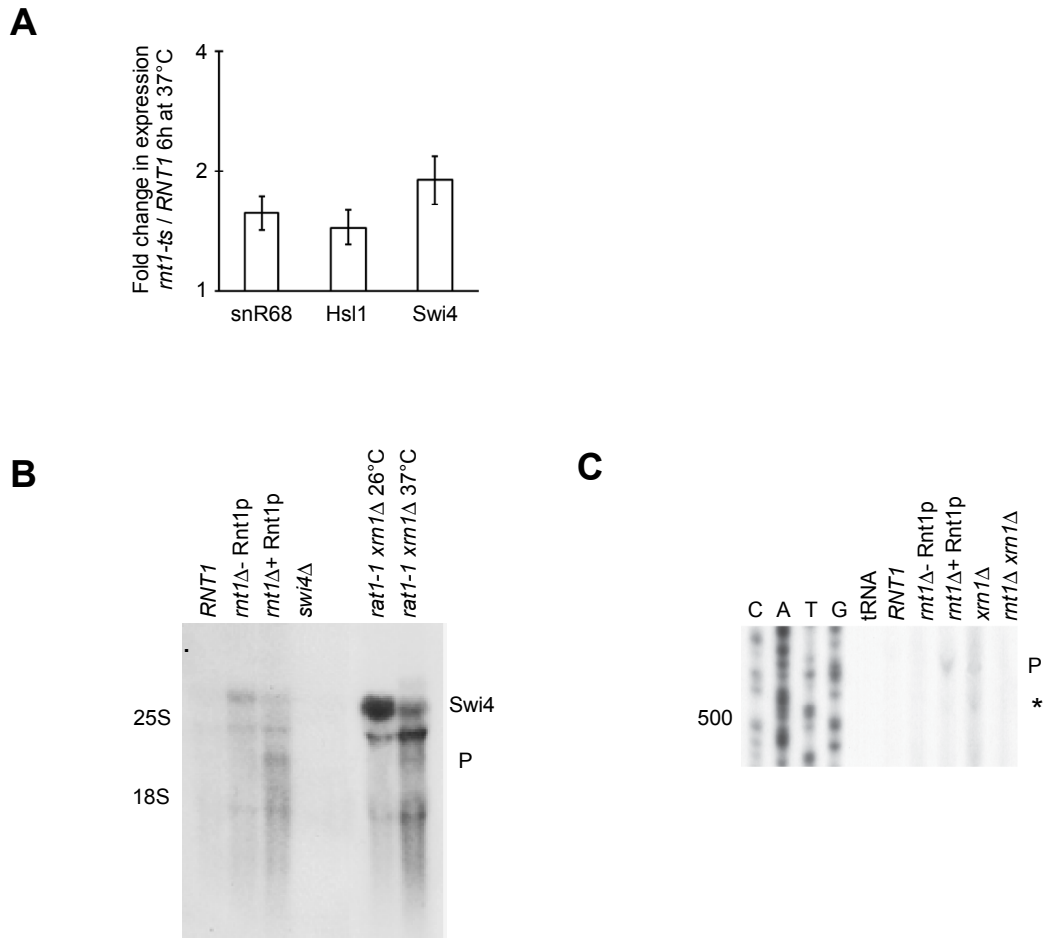 A
Fold change in expression
rnt1-ts / RNT1 6h at 37°C
4
2
1
snR68 Hsl1 Swi4
B
RNT1
rnt1Δ- Rnt1p
rnt1Δ+ Rnt1p
swi4Δ
rat1-1 xrn1Δ 26°C
rat1-1 xrn1Δ 37°C
25S
18S
Swi4
P
C
C A T G
tRNA
RNT1
rnt1Δ- Rnt1p
rnt1Δ+ Rnt1p
xrn1Δ
rnt1Δ xrn1Δ
500
P
*